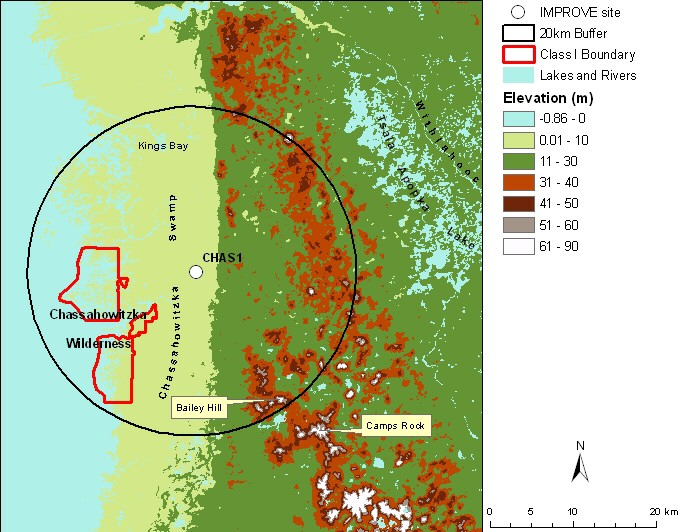 IMPROVE site
20km Buffer
Class I Boundary
Lakes and Rivers
Elevation (m)
-0.86 - 0
0.01 - 10
11 - 30
31 - 40
41 - 50
51 - 60
61 - 90
Kings Bay
Withlahooc
Tsala Apopka Lake
Chassahowitzka Swamp
CHAS1
Chassahowitzka
Wilderness
Bailey Hill
Camps Rock
N
0 5 10 20 km